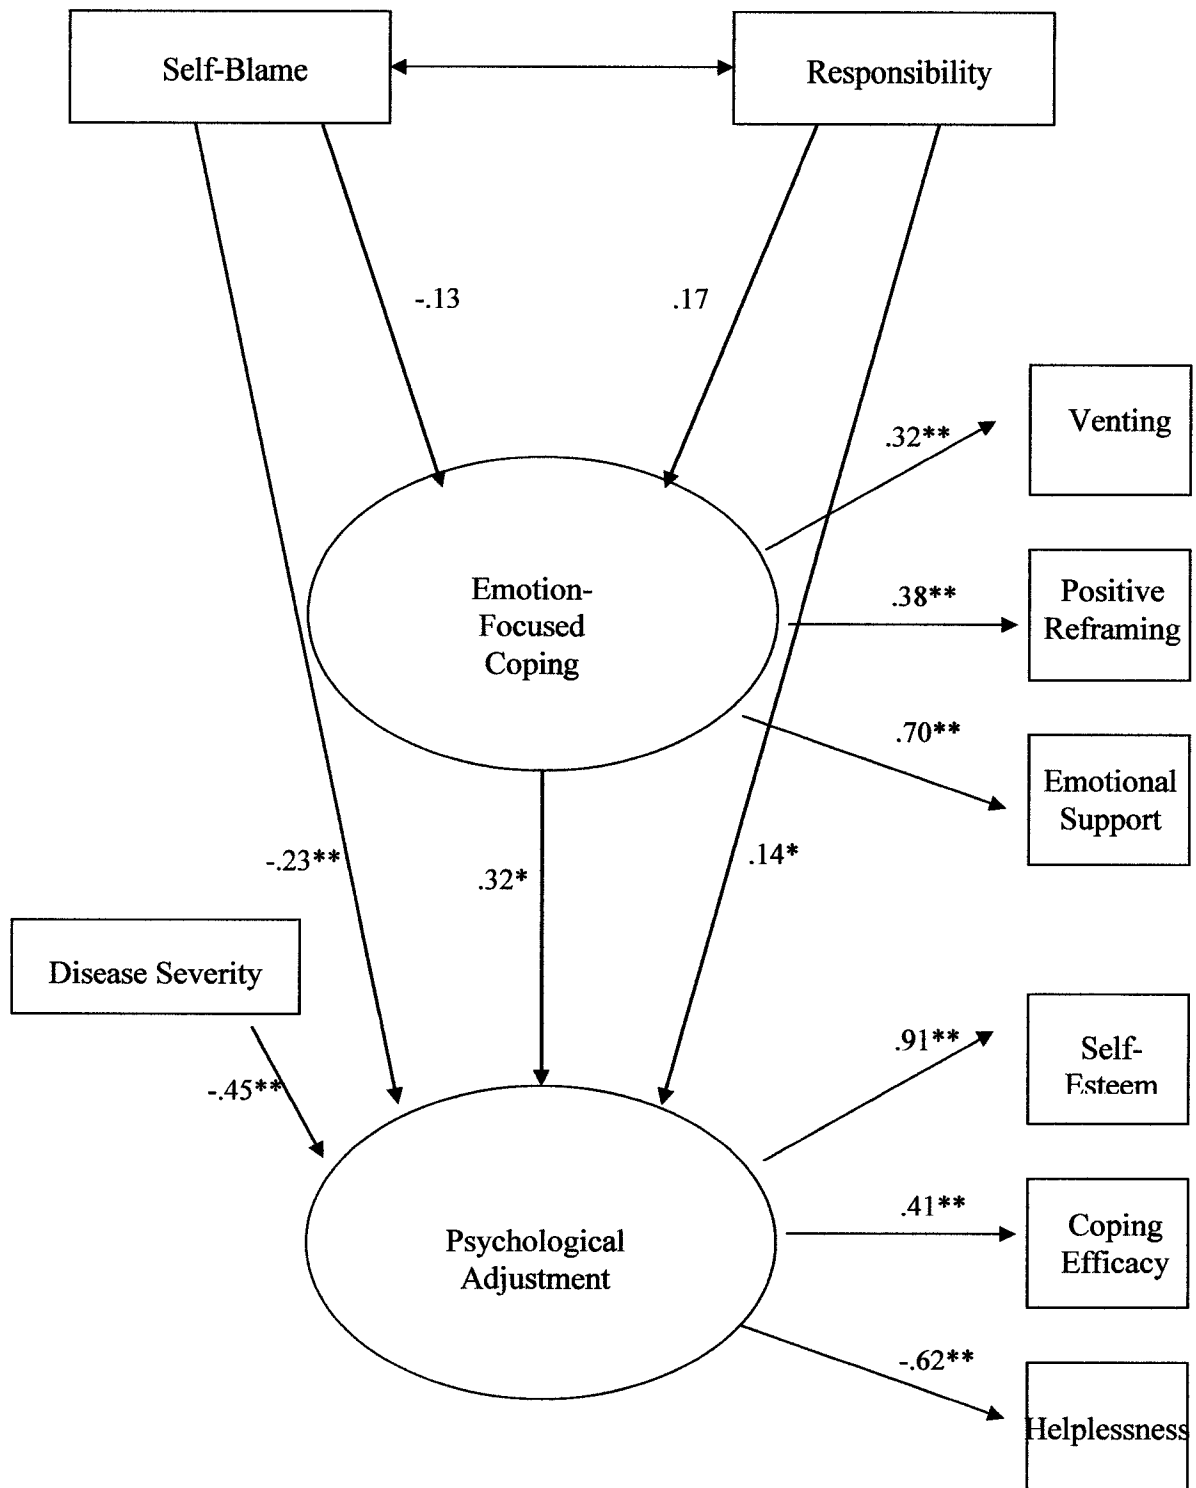 Self-Blame
Responsibility
-.13
.17
Venting
.32**
Emotion-
Focused
Coping
.38**
Positive
Reframing
.70**
Emotional
Support
-.23**
.32*
.14*
Disease Severity
-.45**
.91**
Self-
Esteem
Psychological
Adjustment
.41**
Coping
Efficacy
-.62**
Helplessness